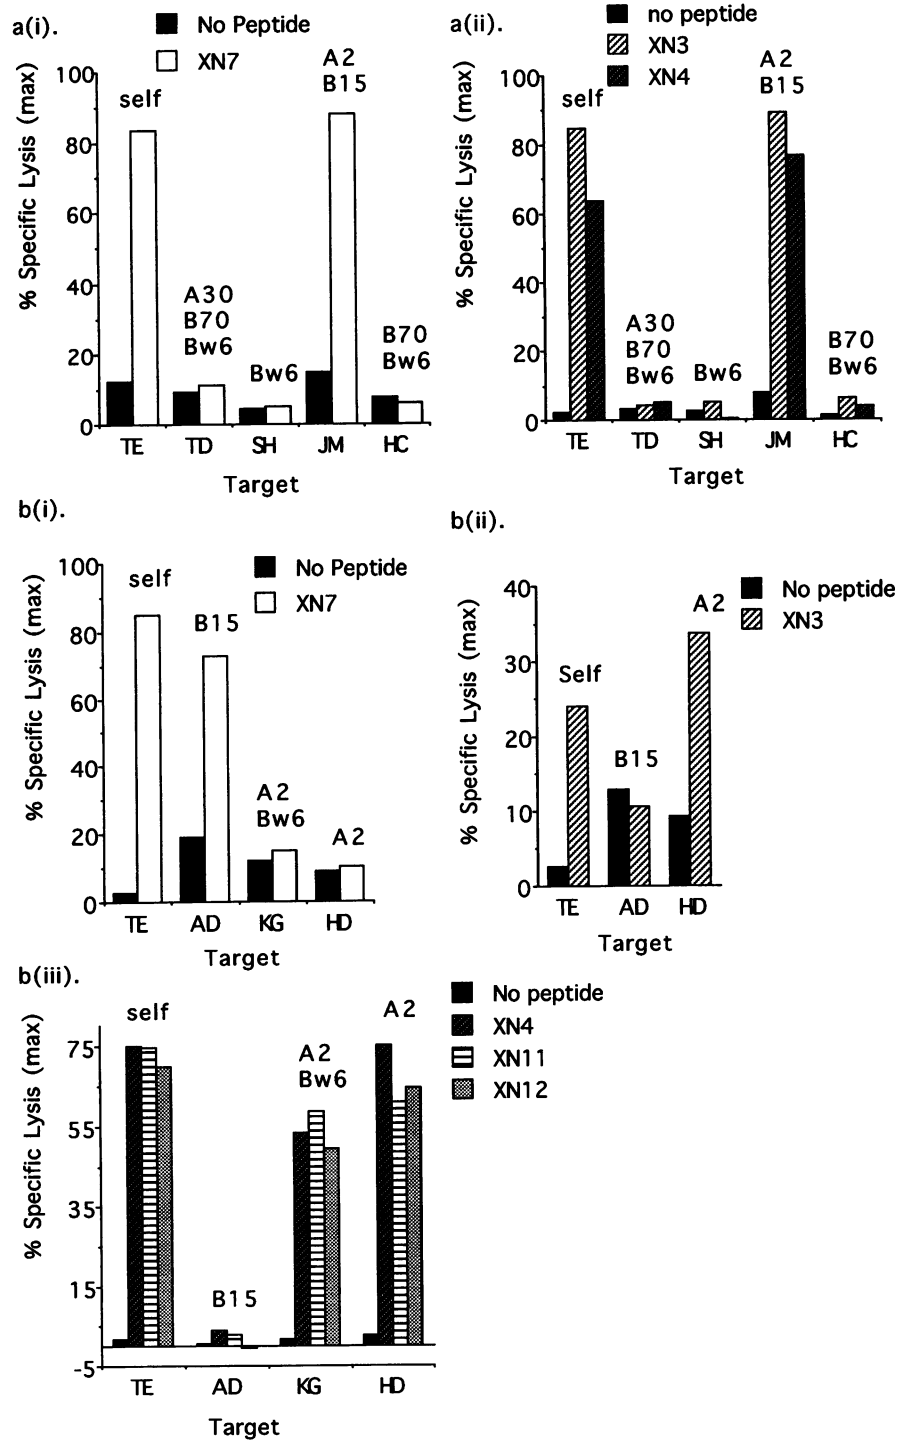 a(i).
No Peptide
XN7
% Specific Lysis (max)
100
80
60
40
20
0
self
A30
B70
Bw6
Bw6
A2
B15
B70
Bw6
TE TD SH JM HC
Target
a(ii).
no peptide
XN3
XN4
% Specific Lysis (max)
100
80
60
40
20
0
self
A30
B70
Bw6
Bw6
A2
B15
B70
Bw6
TE TD SH JM HC
Target
b(i).
No Peptide
XN7
% Specific Lysis (max)
100
80
60
40
20
0
self
B15
A2
Bw6
A2
TE AD KG HD
Target
b(ii).
No peptide
XN3
% Specific Lysis (max)
40
30
20
10
0
Self
B15
A2
TE AD HD
Target
b(iii).
No peptide
XN4
XN11
XN12
% Specific Lysis (max)
75
55
35
15
-5
self
B15
A2
Bw6
A2
TE AD KG HD
Target